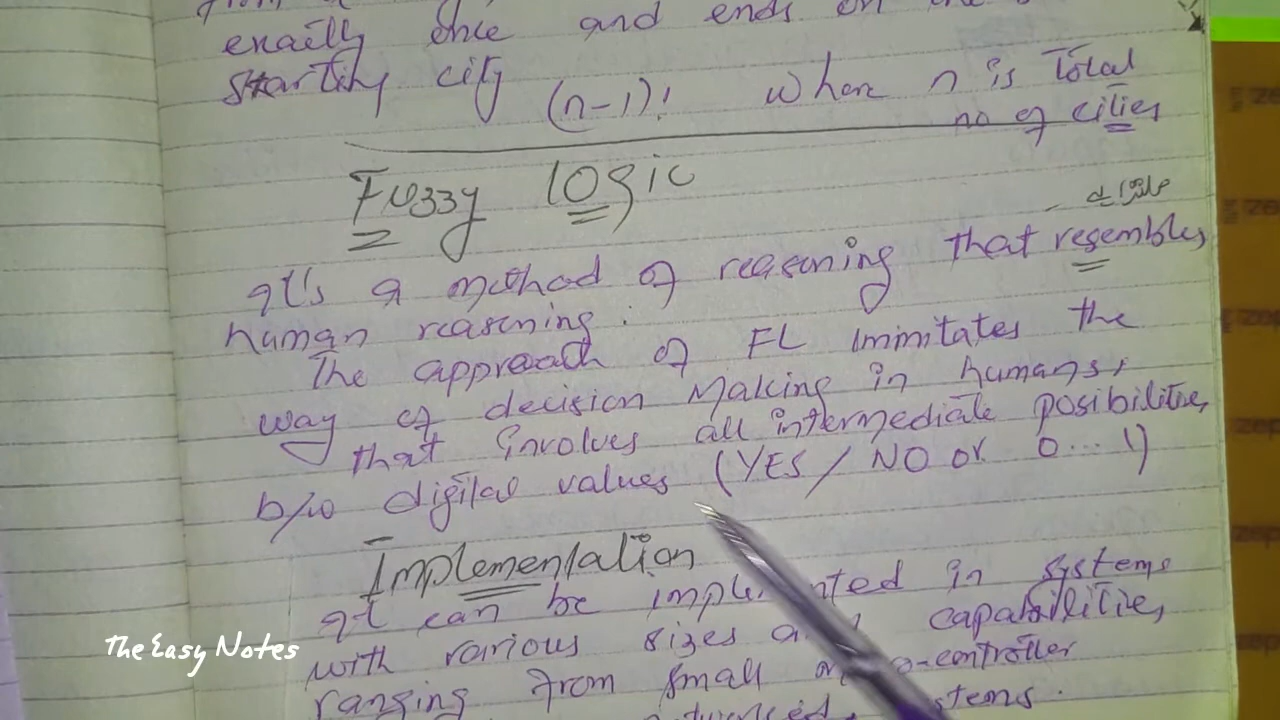 exactly once and ends on the
starting city (n-1)! Where n is Total
no of cities
Fuzzy logic
It's a method of reasoning that resembles
human reasoning.
The approach of FL Immitates the
way of decision Making in humans,
that involves all intermediate posibilities
b/w digital values (YES / NO or 0...1)
Implementation
It can be implemented in systems
with various sizes and capabilities,
ranging from small micro-controller
systems.
The Easy Notes